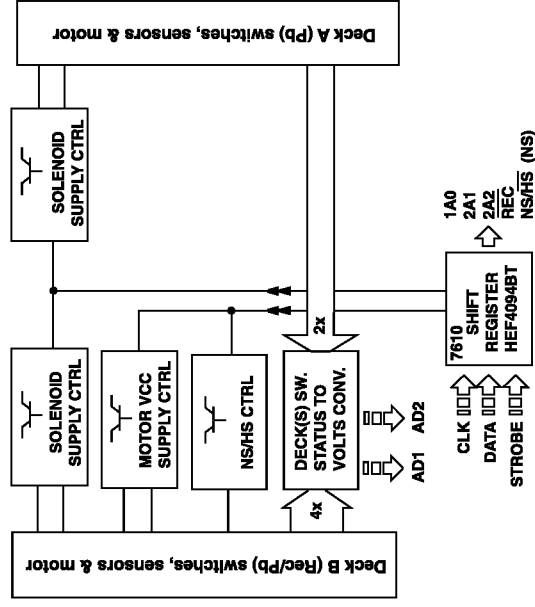 Deck A (Pb) switches, sensors & motor
SOLENOID
SUPPLY CTRL
SOLENOID
SUPPLY CTRL
MOTOR VCC
SUPPLY CTRL
NS/HS CTRL
DECK(S) SW.
STATUS TO
VOLTS CONV.
2x
4x
AD1
AD2
Deck B (Rec/Pb) switches, sensors & motor
7610
SHIFT
REGISTER
HEF4094BT
CLK
DATA
STROBE
1A0
2A1
2A2
REC
NS/HS (NS)